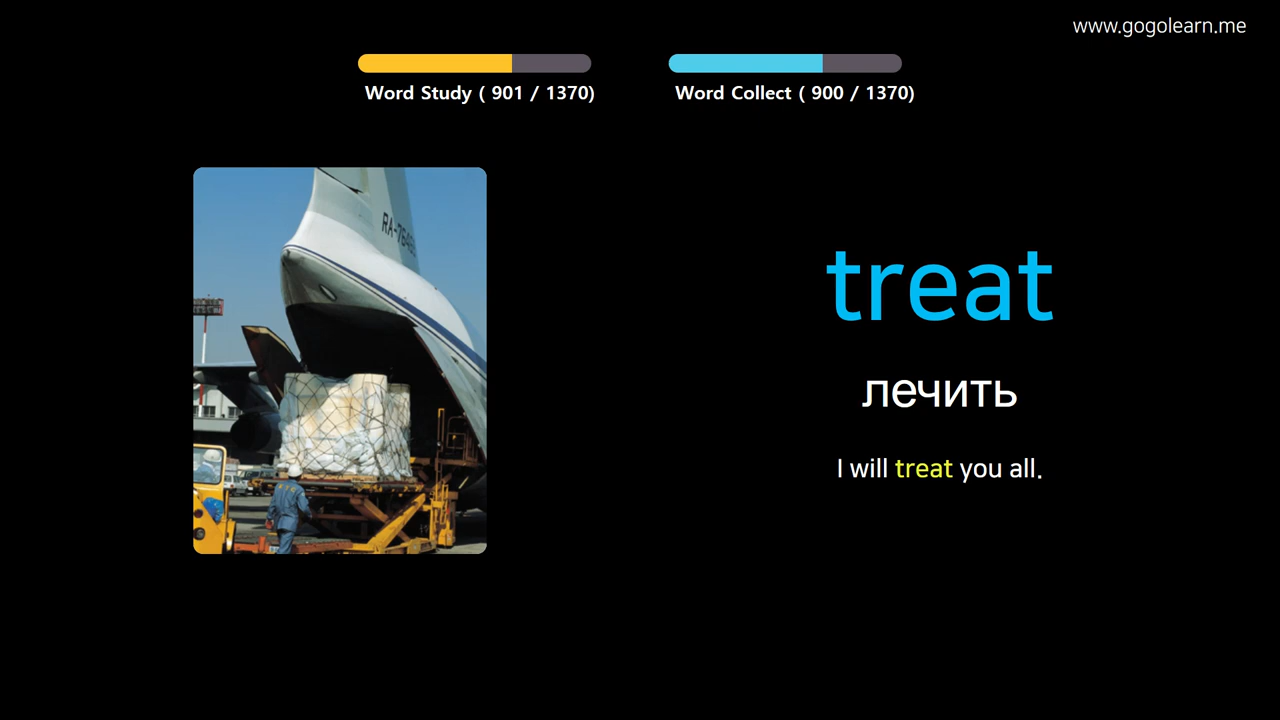 www.gogolearn.me
Word Study ( 901 / 1370)
Word Collect ( 900 / 1370)
treat
лечить
I will treat you all.